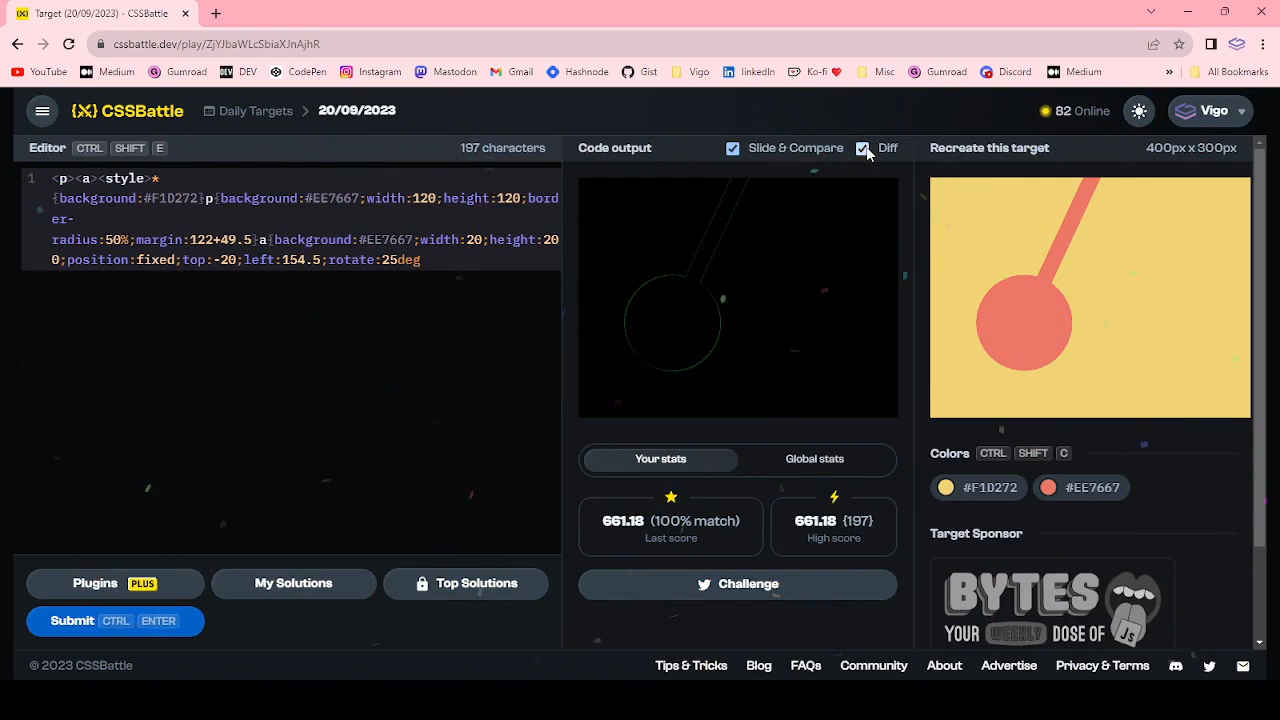 Target (20/09/2023) - CSSBattle
cssbattle.dev/play/ZjYJbaWLcSbiaXJnAjhR
YouTube Medium Gumroad DEV CodePen Instagram Mastodon Gmail Hashnode Gist Vigo linkedIn Ko-fi Misc Gumroad Discord Medium » All Bookmarks
{X} CSSBattle Daily Targets > 20/09/2023 82 Online Vigo
Editor CTRL SHIFT E 197 characters Code output Slide & Compare Diff Recreate this target 400px x 300px
1 <p><a><style>*
{background:#F1D272}p{background:#EE7667;width:120;height:120;bord
er-
radius:50%;margin:122+49.5}a{background:#EE7667;width:20;height:20
0;position:fixed;top:-20;left:154.5;rotate:25deg
Your stats Global stats
Colors CTRL SHIFT C
#F1D272 #EE7667
661.18 (100% match) 661.18 {197}
Last score High score
Target Sponsor
Plugins PLUS My Solutions Top Solutions Challenge
BYTES
Submit CTRL ENTER
YOUR WEEKLY DOSE OF JS
© 2023 CSSBattle Tips & Tricks Blog FAQs Community About Advertise Privacy & Terms